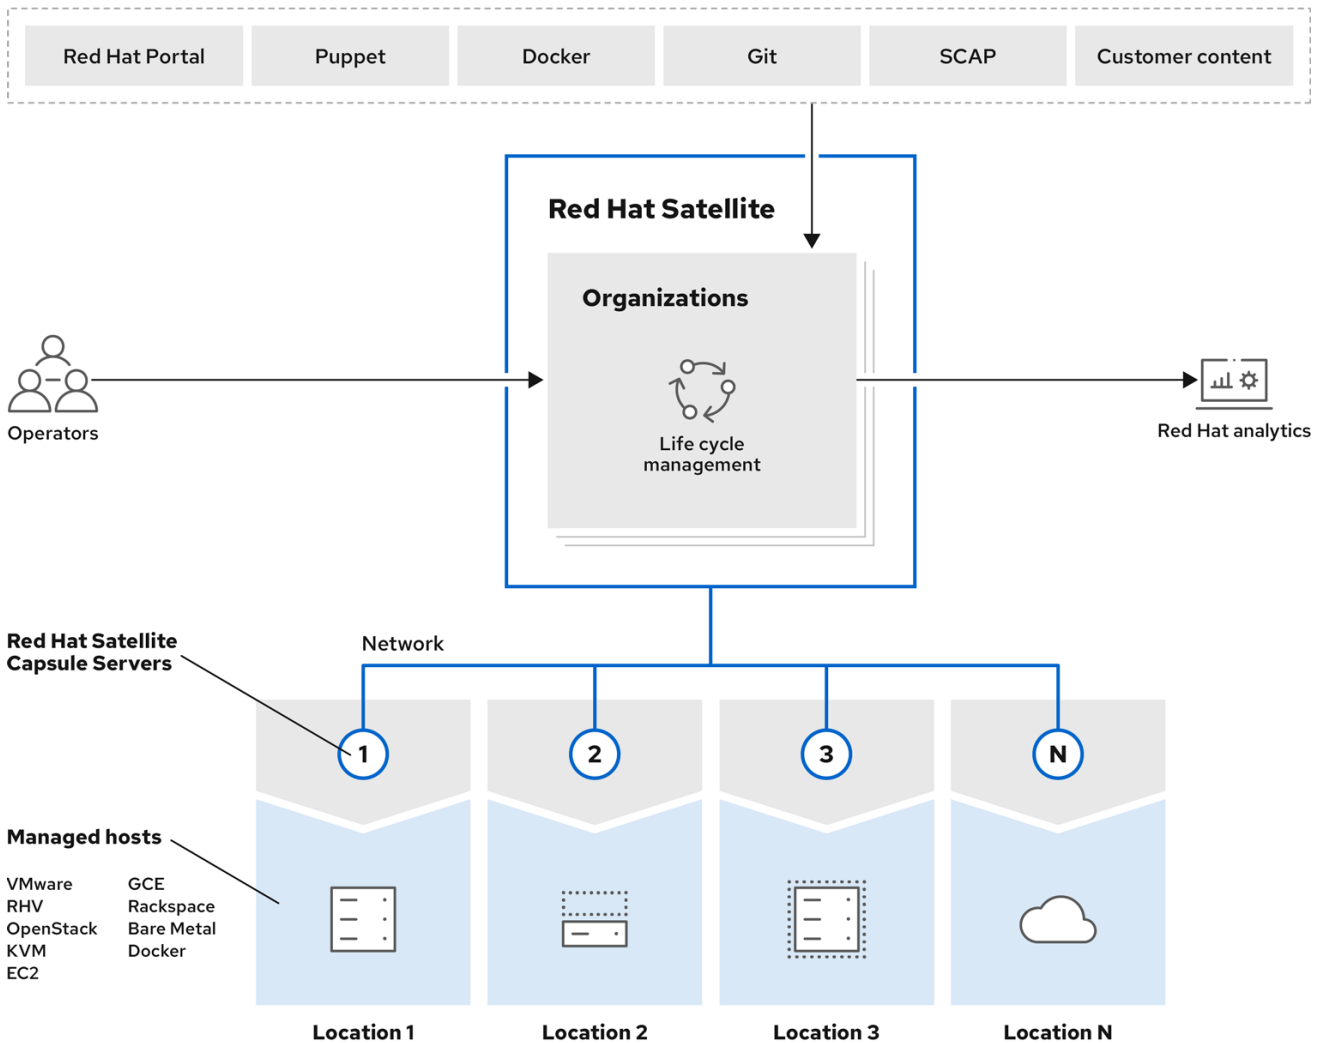 Red Hat Portal
Puppet
Docker
Git
SCAP
Customer content
Red Hat Satellite
Organizations
Life cycle
management
Operators
Red Hat analytics
Red Hat Satellite
Capsule Servers
Network
1
2
3
N
Managed hosts
VMware
RHV
OpenStack
KVM
EC2
GCE
Rackspace
Bare Metal
Docker
Location 1
Location 2
Location 3
Location N